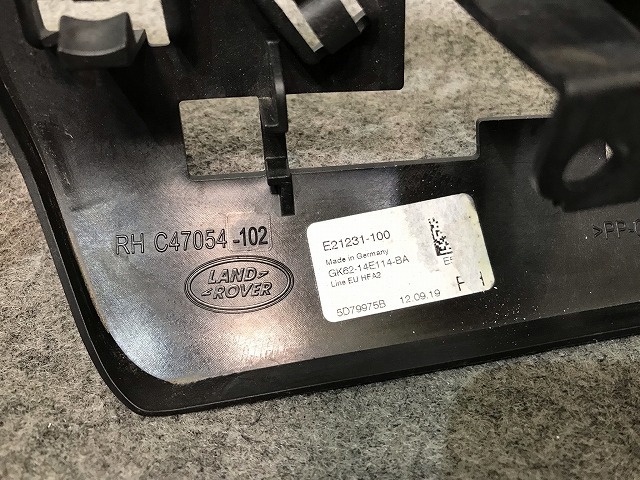 RH C47054 -102
LAND
ROVER
E21231-100
Made in Germany
GK62-14E114-BA
Line EU HFA2
5D79975B 12.09.19
>PP-